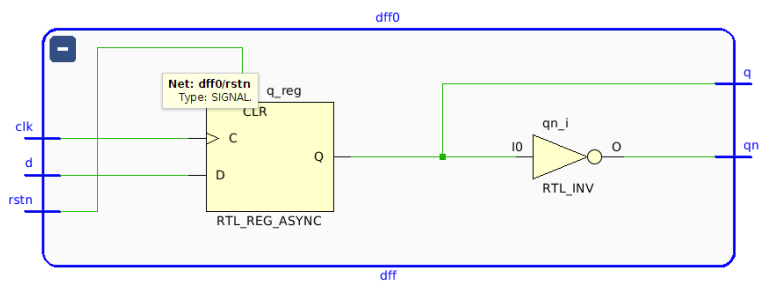 dff0
Net: dff0/rstn
Type: SIGNAL.
q_reg
CLR
clk
C
d
D
rstn
Q
RTL_REG_ASYNC
qn_i
I0
O
RTL_INV
q
qn
dff